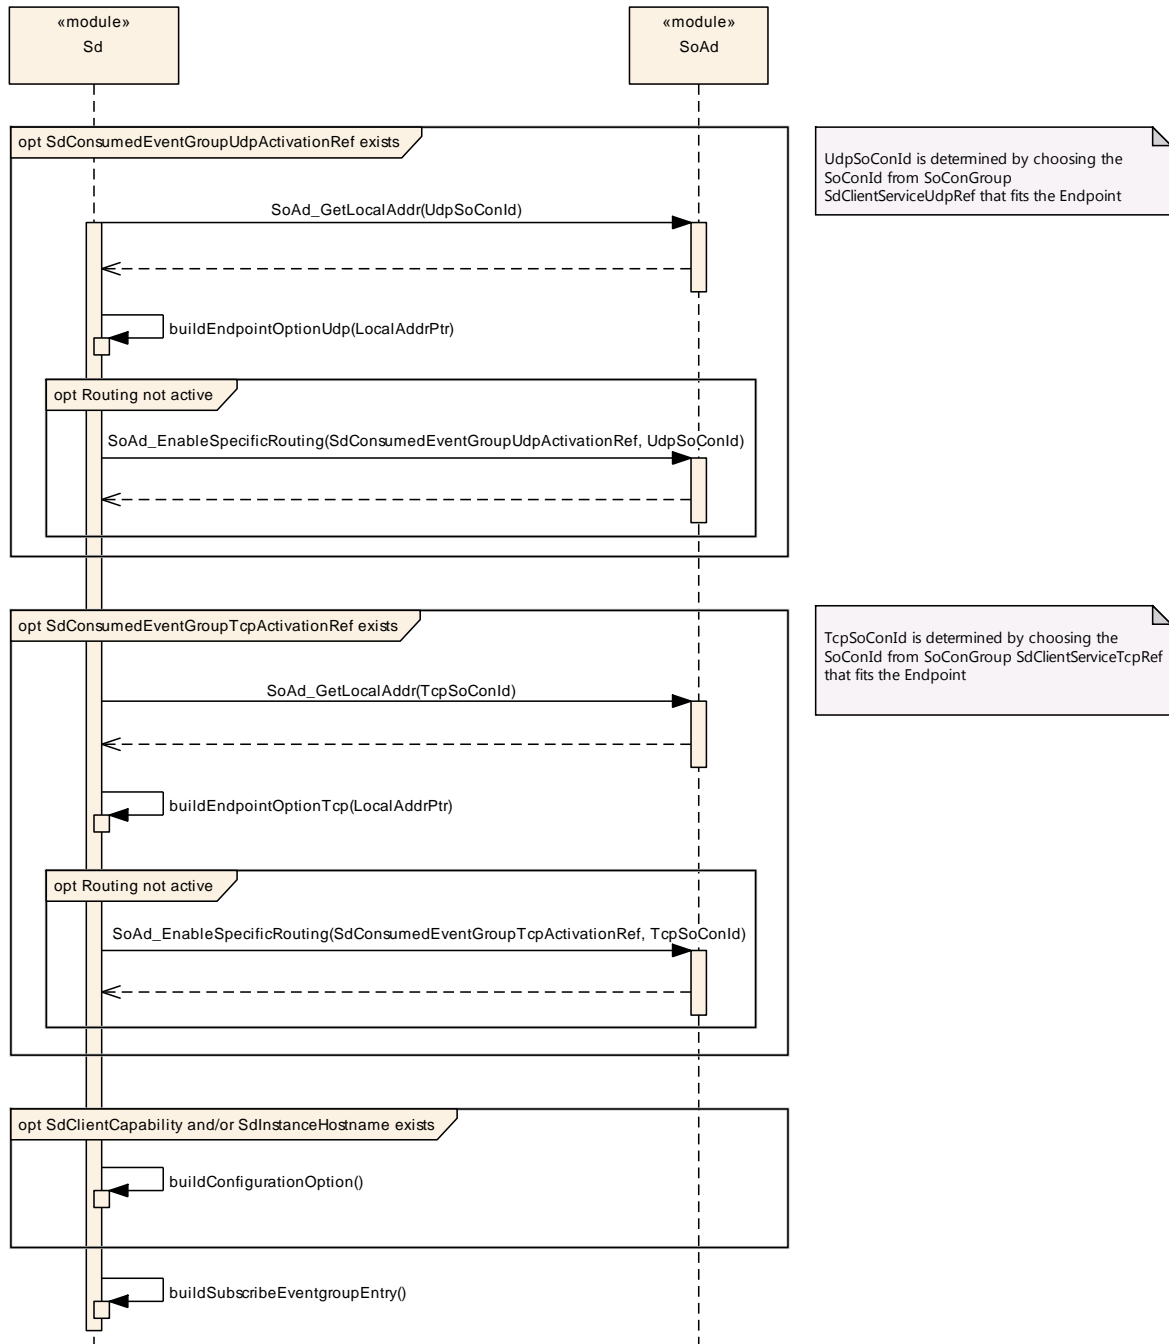 «module»
Sd
«module»
SoAd
opt SdConsumedEventGroupUdpActivationRef exists
UdpSoConId is determined by choosing the
SoConId from SoConGroup
SdClientServiceUdpRef that fits the Endpoint
SoAd_GetLocalAddr(UdpSoConId)
buildEndpointOptionUdp(LocalAddrPtr)
opt Routing not active
SoAd_EnableSpecificRouting(SdConsumedEventGroupUdpActivationRef, UdpSoConId)
opt SdConsumedEventGroupTcpActivationRef exists
TcpSoConId is determined by choosing the
SoConId from SoConGroup SdClientServiceTcpRef
that fits the Endpoint
SoAd_GetLocalAddr(TcpSoConId)
buildEndpointOptionTcp(LocalAddrPtr)
opt Routing not active
SoAd_EnableSpecificRouting(SdConsumedEventGroupTcpActivationRef, TcpSoConId)
opt SdClientCapability and/or SdInstanceHostname exists
buildConfigurationOption()
buildSubscribeEventgroupEntry()